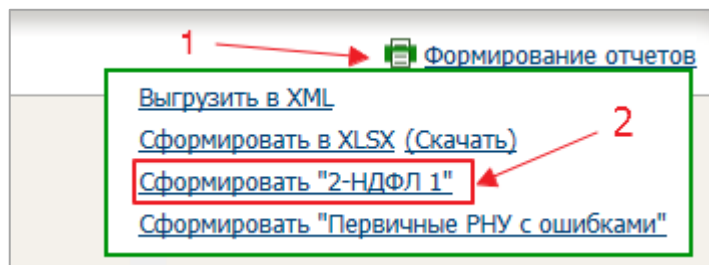 1
Формирование отчетов
Выгрузить в XML
Сформировать в XLSX (Скачать)
2
Сформировать "2-НДФЛ 1"
Сформировать "Первичные РНУ с ошибками"